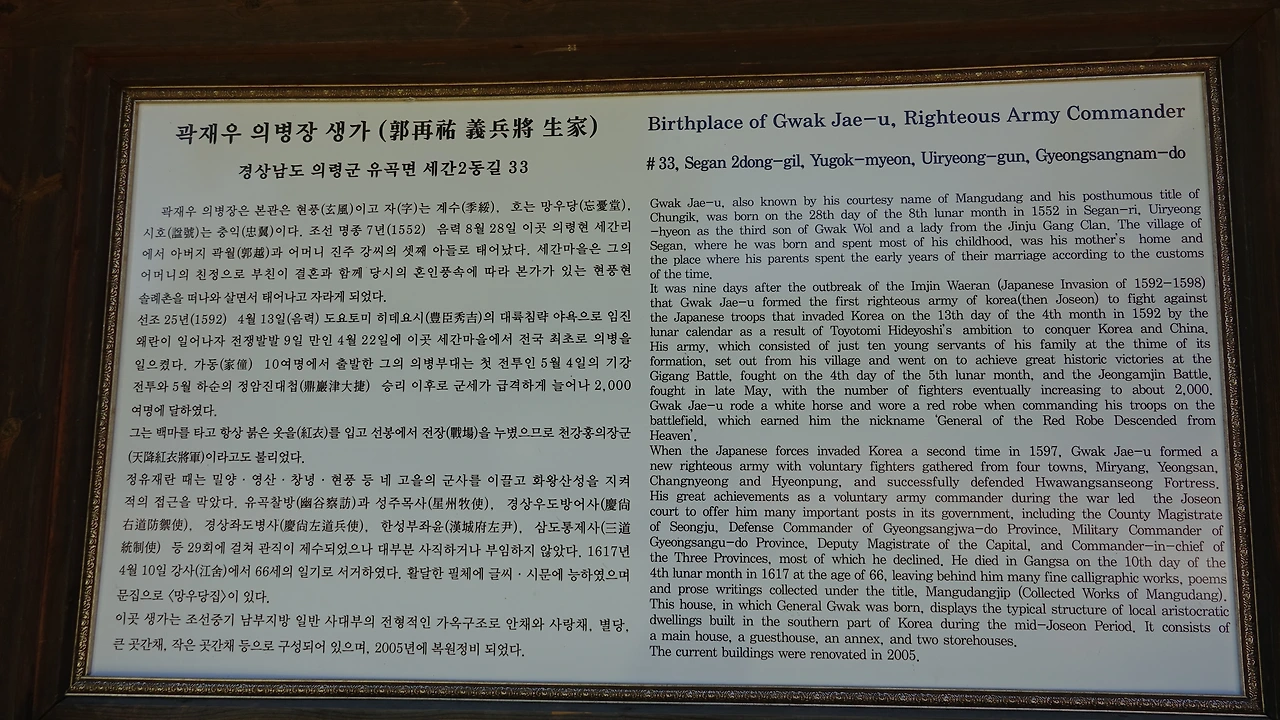 곽재우 의병장 생가 (郭再祐 義兵將 生家)
경상남도 의령군 유곡면 세간2동길 33
곽재우 의병장은 본관은 현풍(玄風)이고 자(字)는 계수(季綏), 호는 망우당(忘憂堂),
시호(諡號)는 충익(忠翼)이다. 조선 명종 7년(1552) 음력 8월 28일 이곳 의령현 세간리
에서 아버지 곽월(郭越)과 어머니 진주 강씨의 셋째 아들로 태어났다. 세간마을은 그의
어머니의 친정으로 부친이 결혼과 함께 당시의 혼인풍속에 따라 본가가 있는 현풍현
솔례촌을 떠나와 살면서 태어나고 자라게 되었다.
선조 25년(1592) 4월 13일(음력) 도요토미 히데요시(豊臣秀吉)의 대륙침략 야욕으로 임진
왜란이 일어나자 전쟁발발 9일 만인 4월 22일에 이곳 세간마을에서 전국 최초로 의병을
일으켰다. 가동(家僮) 10여명에서 출발한 그의 의병부대는 첫 전투인 5월 4일의 기강
전투와 5월 하순의 정암진대첩(鼎巖津大捷) 승리 이후로 군세가 급격하게 늘어나 2,000
여명에 달하였다.
그는 백마를 타고 항상 붉은 옷을(紅衣)를 입고 선봉에서 전장(戰場)을 누볐으므로 천강홍의장군
(天降紅衣將軍)이라고도 불리었다.
정유재란 때는 밀양 · 영산 · 창녕 · 현풍 등 네 고을의 군사를 이끌고 화왕산성을 지켜
적의 접근을 막았다. 유곡찰방(幽谷察訪)과 성주목사(星州牧使), 경상우도방어사(慶尙
右道防禦使), 경상좌도병사(慶尙左道兵使), 한성부좌윤(漢城府左尹), 삼도통제사(三道
統制使) 등 29회에 걸쳐 관직이 제수되었으나 대부분 사직하거나 부임하지 않았다. 1617년
4월 10일 강사(江舍)에서 66세의 일기로 서거하였다. 활달한 필체에 글씨 · 시문에 능하였으며
문집으로 〈망우당집〉이 있다.
이곳 생가는 조선중기 남부지방 일반 사대부의 전형적인 가옥구조로 안채와 사랑채, 별당,
큰 곳간채, 작은 곳간채 등으로 구성되어 있으며, 2005년에 복원정비 되었다.
Birthplace of Gwak Jae-u, Righteous Army Commander
# 33, Segan 2dong-gil, Yugok-myeon, Uiryeong-gun, Gyeongsangnam-do
Gwak Jae-u, also known by his courtesy name of Mangudang and his posthumous title of
Chungik, was born on the 28th day of the 8th lunar month in 1552 in Segan-ri, Uiryeong
-hyeon as the third son of Gwak Wol and a lady from the Jinju Gang Clan. The village of
Segan, where he was born and spent most of his childhood, was his mother's home and
the place where his parents spent the early years of their marriage according to the customs
of the time.
It was nine days after the outbreak of the Imjin Waeran (Japanese Invasion of 1592-1598)
that Gwak Jae-u formed the first righteous army of korea(then Joseon) to fight against
the Japanese troops that invaded Korea on the 13th day of the 4th month in 1592 by the
lunar calendar as a result of Toyotomi Hideyoshi's ambition to conquer Korea and China.
His army, which consisted of just ten young servants of his family at the thime of its
formation, set out from his village and went on to achieve great historic victories at the
Gigang Battle, fought on the 4th day of the 5th lunar month, and the Jeongamjin Battle,
fought in late May, with the number of fighters eventually increasing to about 2,000.
Gwak Jae-u rode a white horse and wore a red robe when commanding his troops on the
battlefield, which earned him the nickname 'General of the Red Robe Descended from
Heaven'.
When the Japanese forces invaded Korea a second time in 1597, Gwak Jae-u formed a
new righteous army with voluntary fighters gathered from four towns, Miryang, Yeongsan,
Changnyeong and Hyeonpung, and successfully defended Hwawangsanseong Fortress.
His great achievements as a voluntary army commander during the war led the Joseon
court to offer him many important posts in its government, including the County Magistrate
of Seongju, Defense Commander of Gyeongsangjwa-do Province, Military Commander of
Gyeongsangu-do Province, Deputy Magistrate of the Capital, and Commander-in-chief of
the Three Provinces, most of which he declined. He died in Gangsa on the 10th day of the
4th lunar month in 1617 at the age of 66, leaving behind him many fine calligraphic works, poems
and prose writings collected under the title, Mangudangjip (Collected Works of Mangudang).
This house, in which General Gwak was born, displays the typical structure of local aristocratic
dwellings built in the southern part of Korea during the mid-Joseon Period. It consists of
a main house, a guesthouse, an annex, and two storehouses.
The current buildings were renovated in 2005.